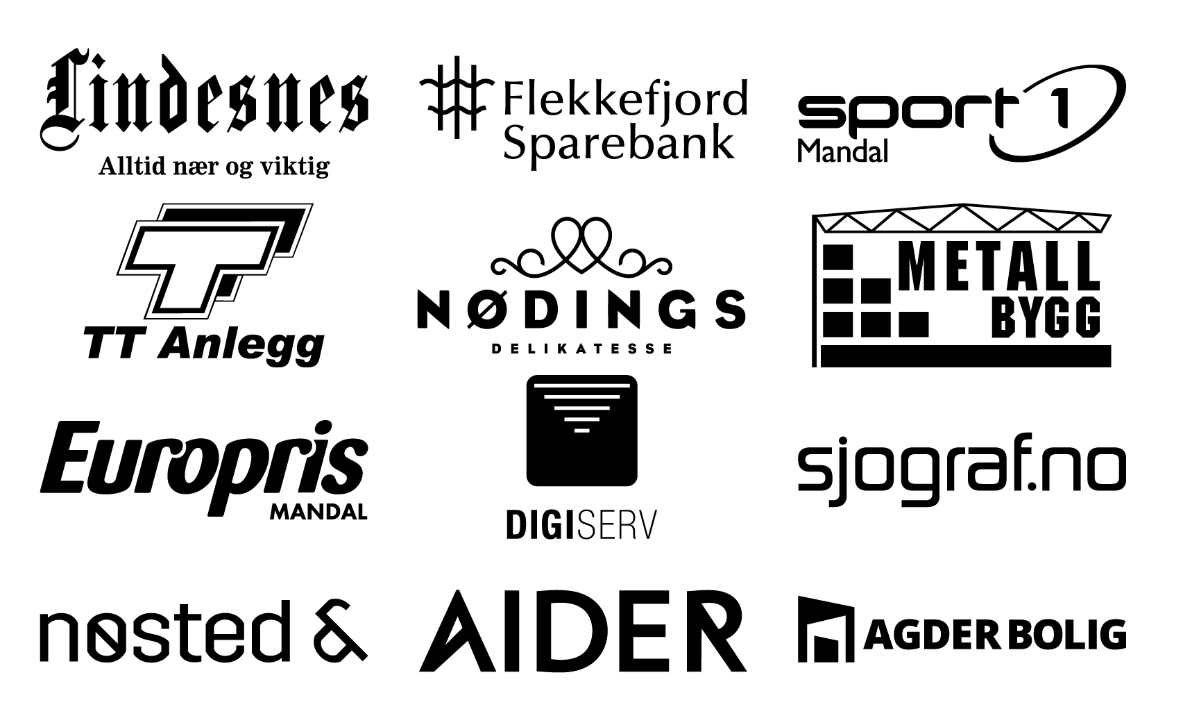 Lindesnes
Alltid nær og viktig
Flekkefjord
Sparebank
sport 1
Mandal
TT Anlegg
NØDINGS
DELIKATESSE
METALL
BYGG
Europris
MANDAL
DIGISERV
sjograf.no
nøsted &
AIDER
AGDER BOLIG